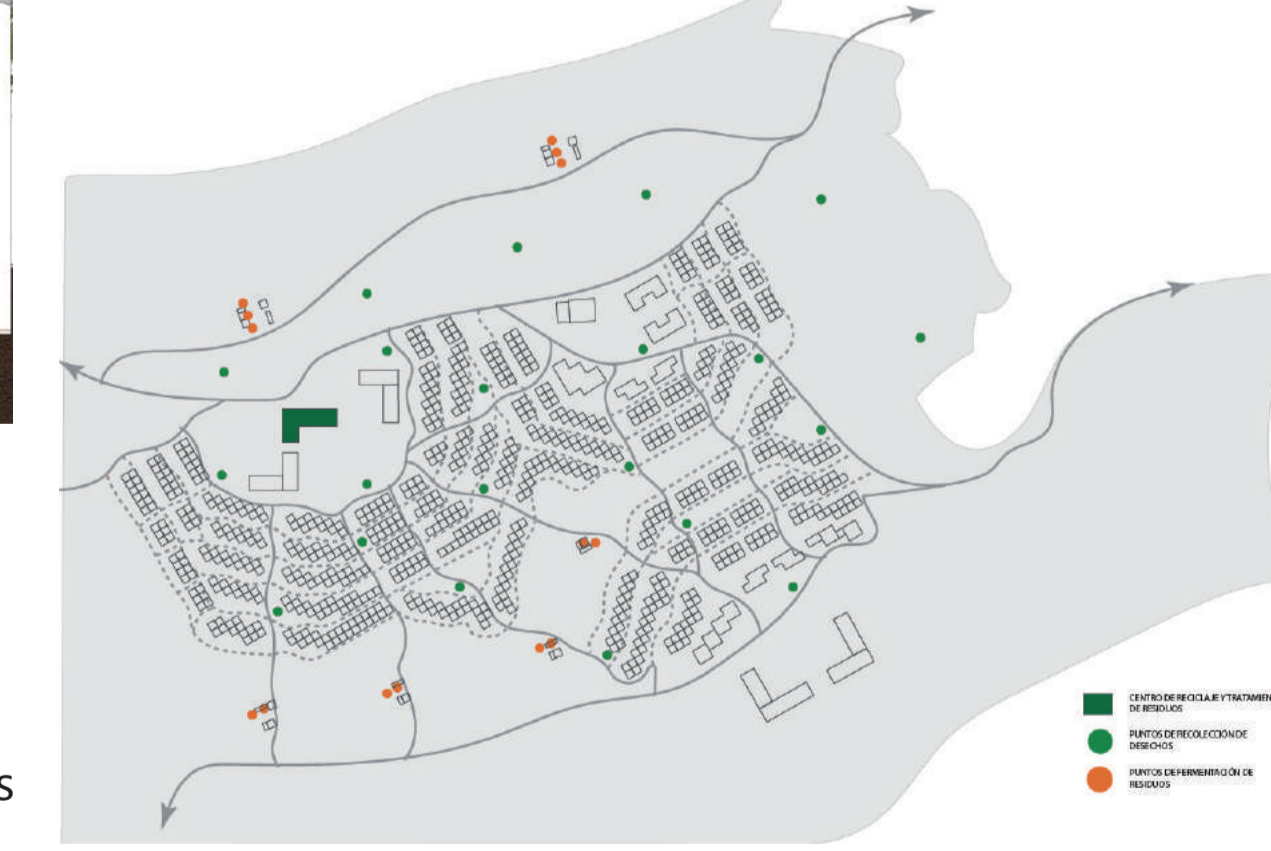 S
CENTRO DE RECICLAJE Y TRATAMIEN
DE RESIDUOS
PUNTOS DE RECOLECCIÓN DE
DESECHOS
PUNTOS DE FERMENTACIÓN DE
RESIDUOS